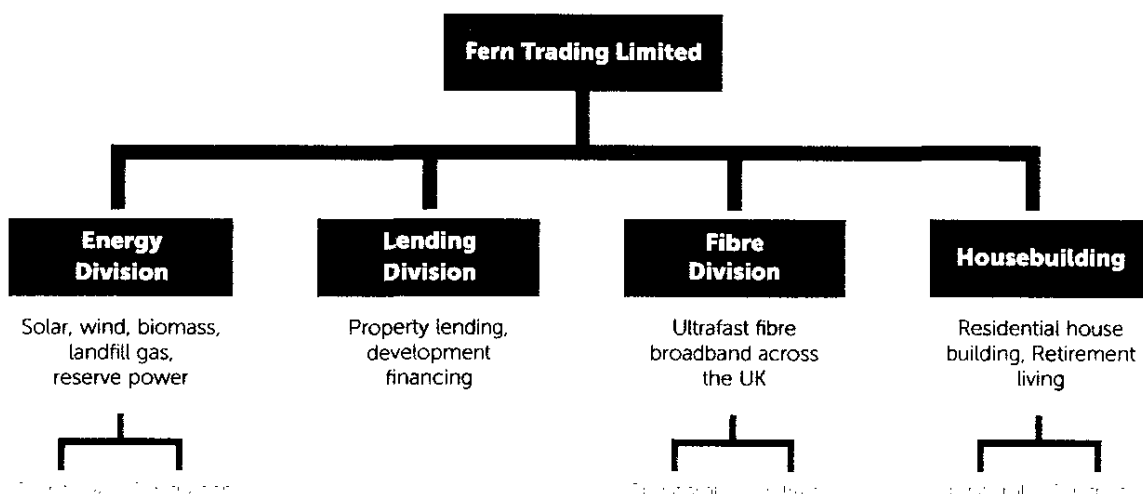 Fern Trading Limited
Energy
Division
Solar, wind, biomass,
landfill gas,
reserve power
Lending
Division
Property lending,
development
financing
Fibre
Division
Ultrafast fibre
broadband across
the UK
Housebuilding
Residential house
building, Retirement
living